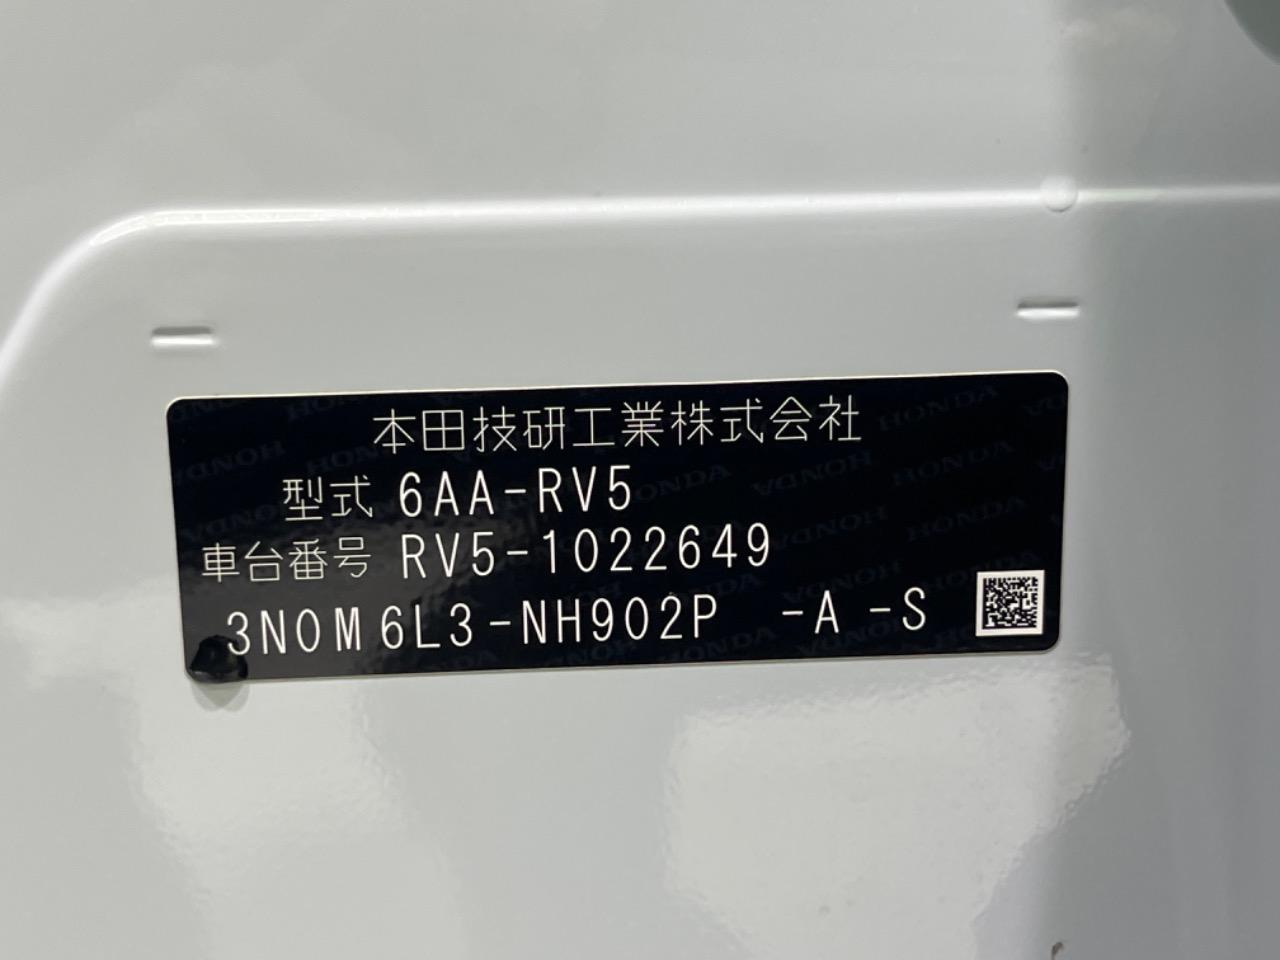 本田技研工業株式会社
型式 6AA-RV5
車台番号 RV5-1022649
3N0M6L3-NH902P -A -S